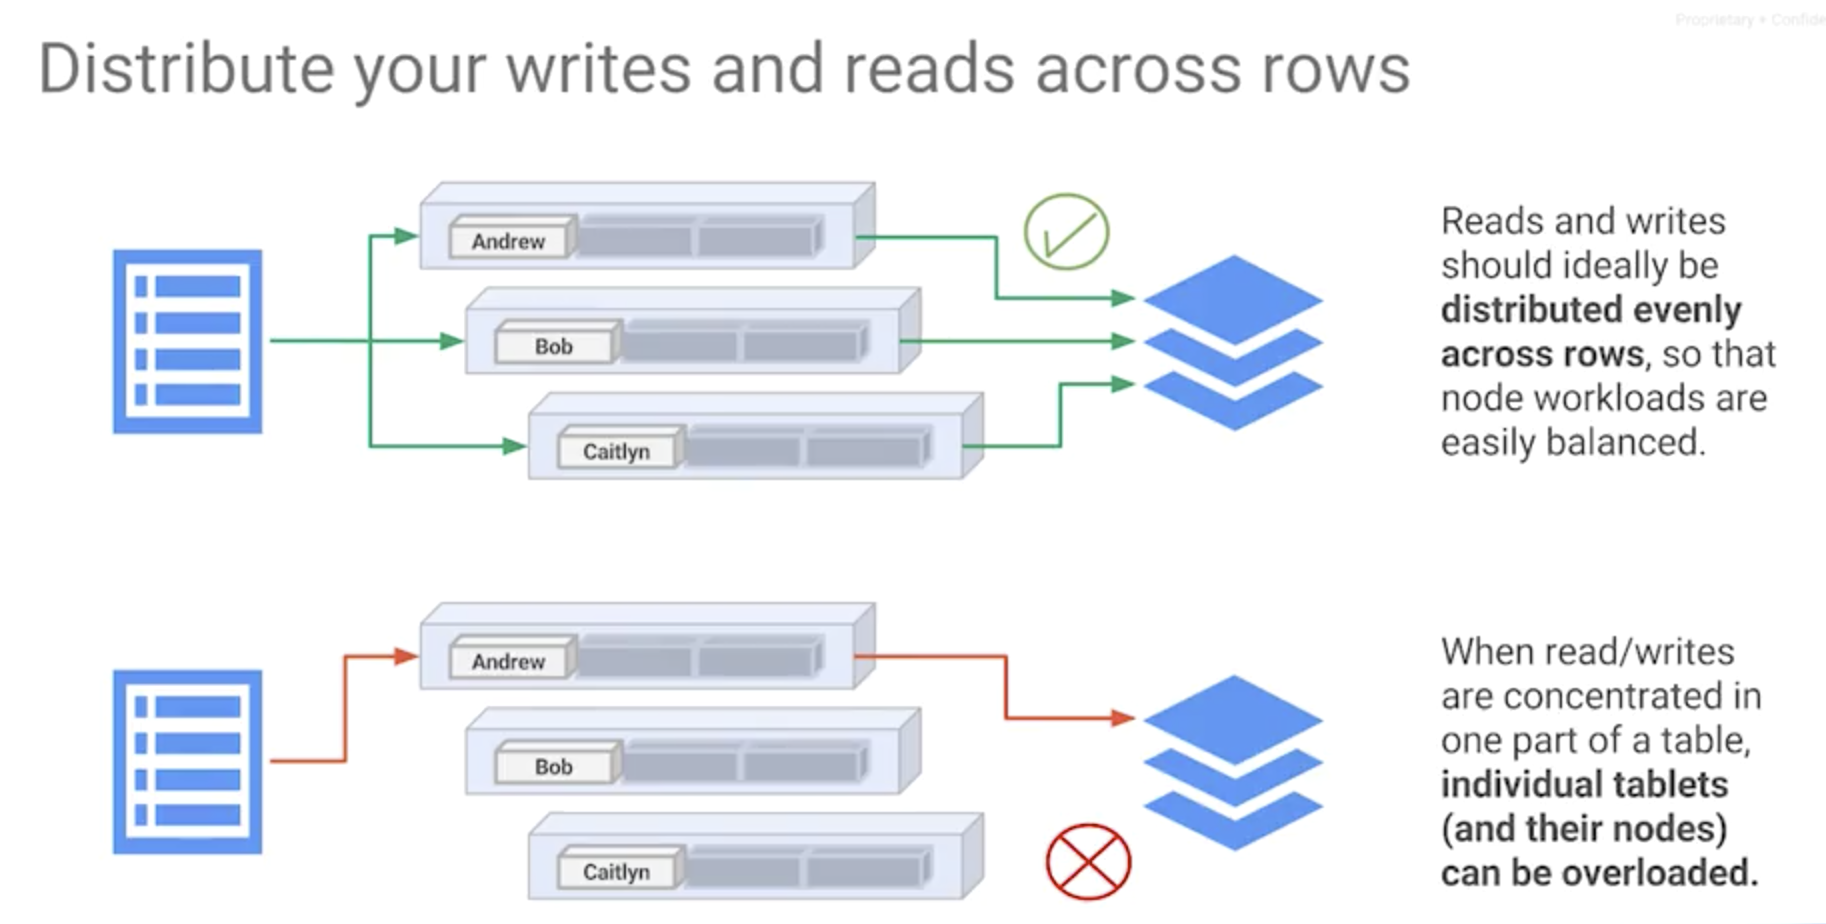 Proprietary + Confide
Distribute your writes and reads across rows
Andrew
Bob
Caitlyn
Reads and writes
should ideally be
distributed evenly
across rows, so that
node workloads are
easily balanced.
Andrew
Bob
Caitlyn
When read/writes
are concentrated in
one part of a table,
individual tablets
(and their nodes)
can be overloaded.